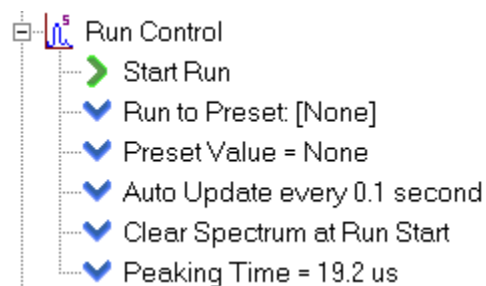 5
Run Control
Start Run
Run to Preset: [None]
Preset Value = None
Auto Update every 0.1 second
Clear Spectrum at Run Start
Peaking Time = 19.2 us